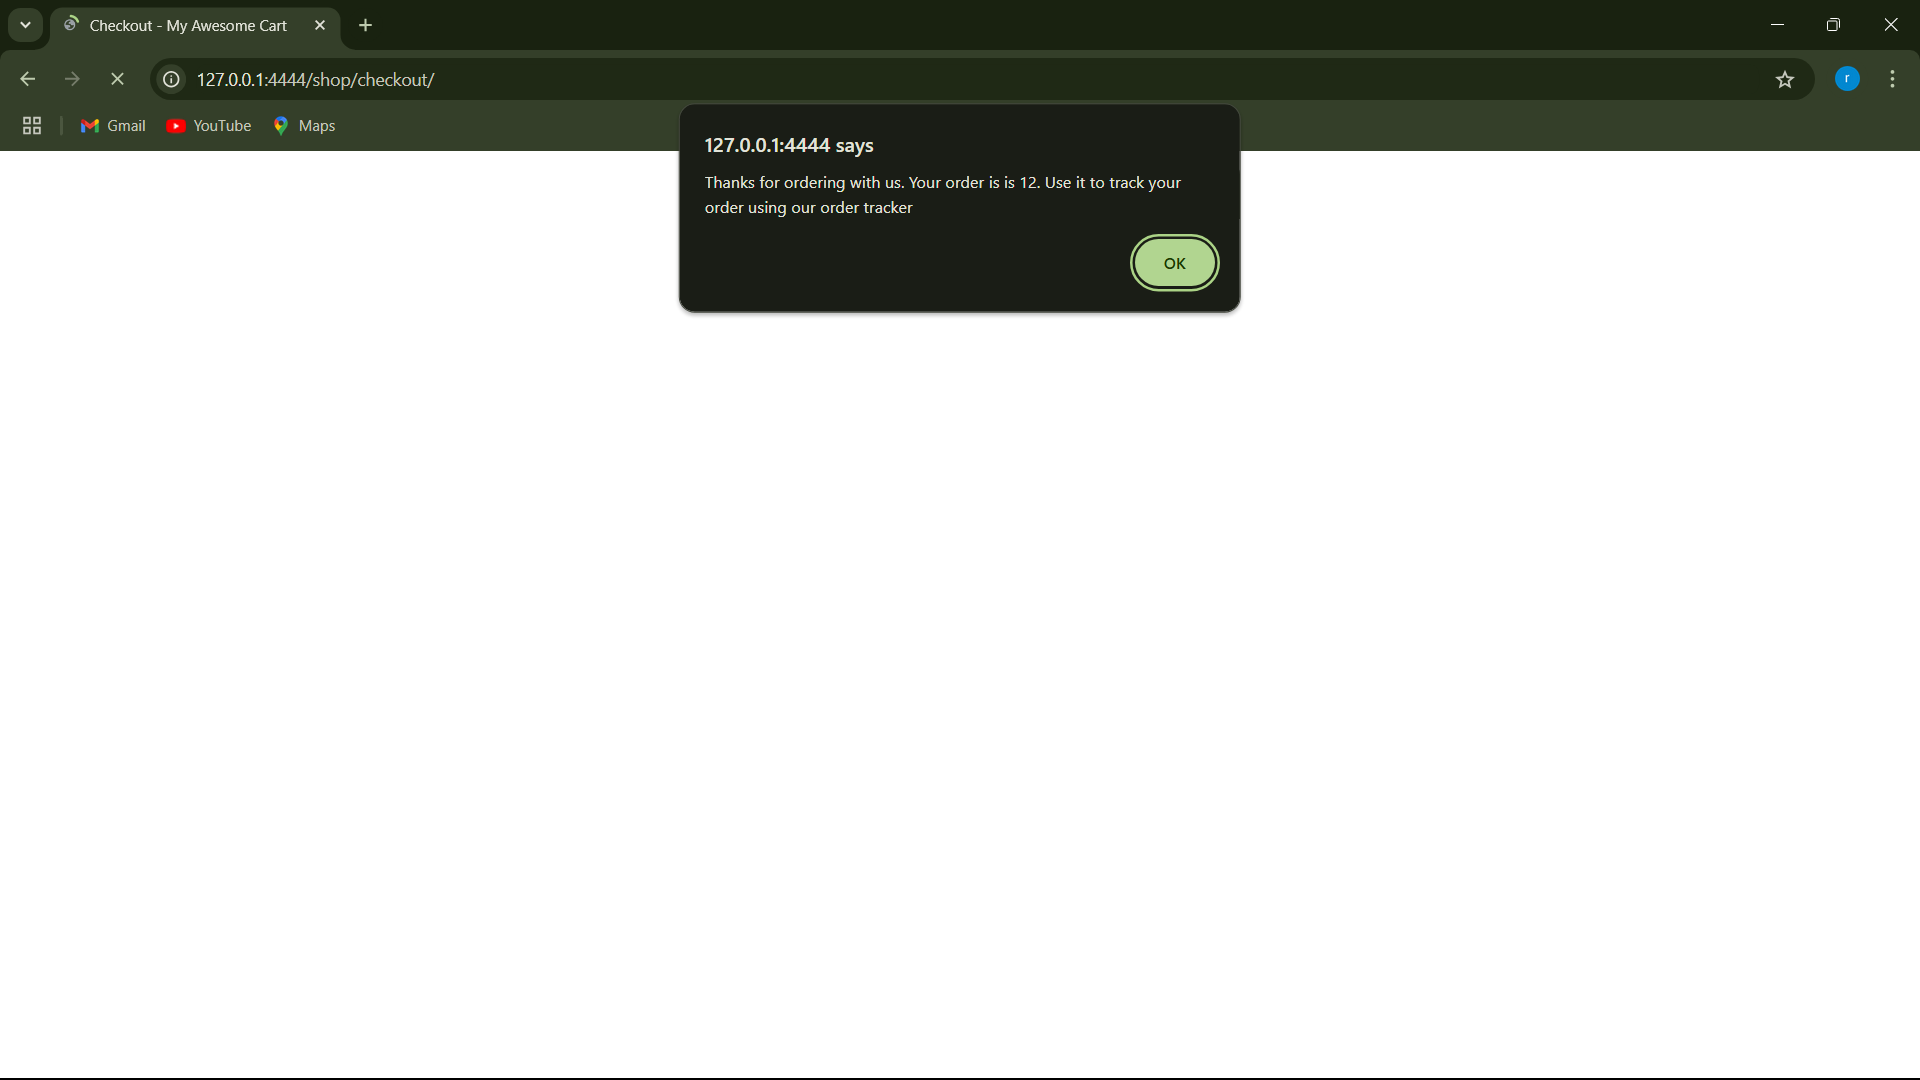 Checkout - My Awesome Cart
127.0.0.1:4444/shop/checkout/
r
Gmail
YouTube
Maps
127.0.0.1:4444 says
Thanks for ordering with us. Your order is is 12. Use it to track your
order using our order tracker
OK